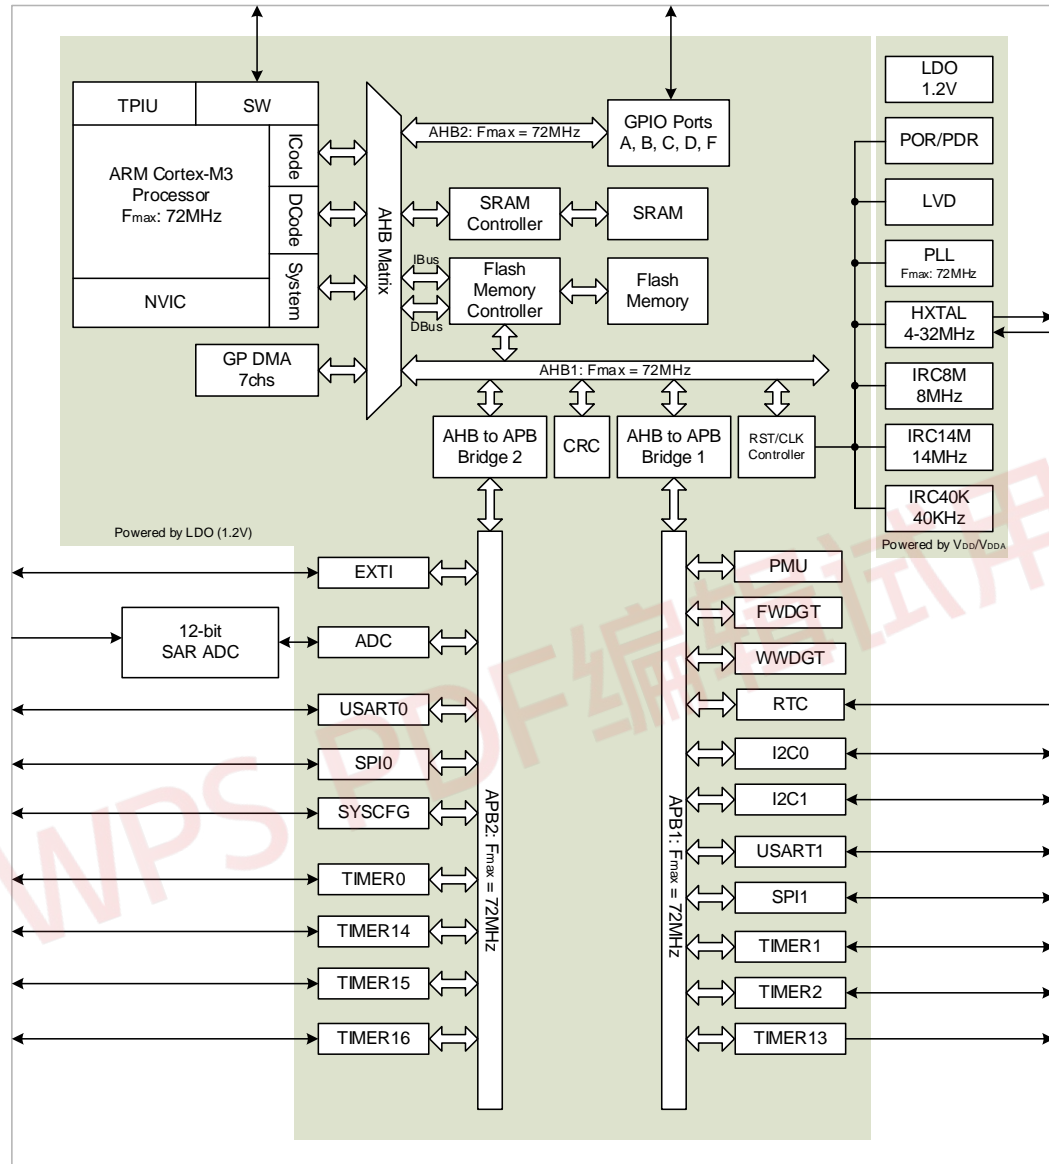 TPIU
SW
ARM Cortex-M3
Processor
Fmax: 72MHz
ICode
DCode
System
NVIC
GP DMA
7chs
AHB Matrix
AHB2: Fmax = 72MHz
GPIO Ports
A, B, C, D, F
SRAM
Controller
SRAM
IBus
DBus
Flash
Memory
Controller
Flash
Memory
AHB1: Fmax = 72MHz
AHB to APB
Bridge 2
CRC
AHB to APB
Bridge 1
RST/CLK
Controller
LDO
1.2V
POR/PDR
LVD
PLL
Fmax: 72MHz
HXTAL
4-32MHz
IRC8M
8MHz
IRC14M
14MHz
IRC40K
40KHz
Powered by LDO (1.2V)
Powered by VDD/VDDA
EXTI
12-bit
SAR ADC
ADC
USART0
SPI0
SYSCFG
TIMER0
TIMER14
TIMER15
TIMER16
APB2: Fmax = 72MHz
APB1: Fmax = 72MHz
PMU
FWDGT
WWDGT
RTC
I2C0
I2C1
USART1
SPI1
TIMER1
TIMER2
TIMER13
WPS PDF编辑试用